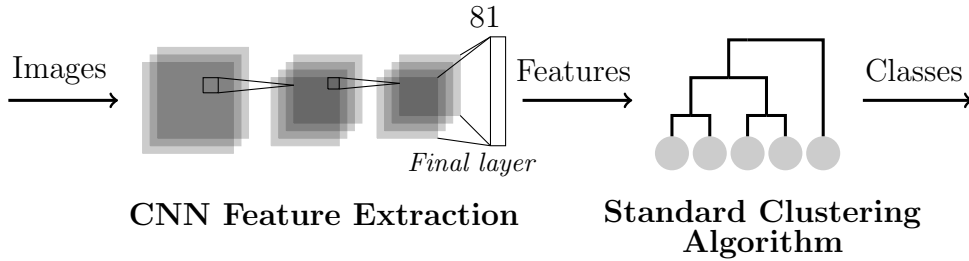 81
Images
Features
Classes
Final layer
CNN Feature Extraction
Standard Clustering
Algorithm